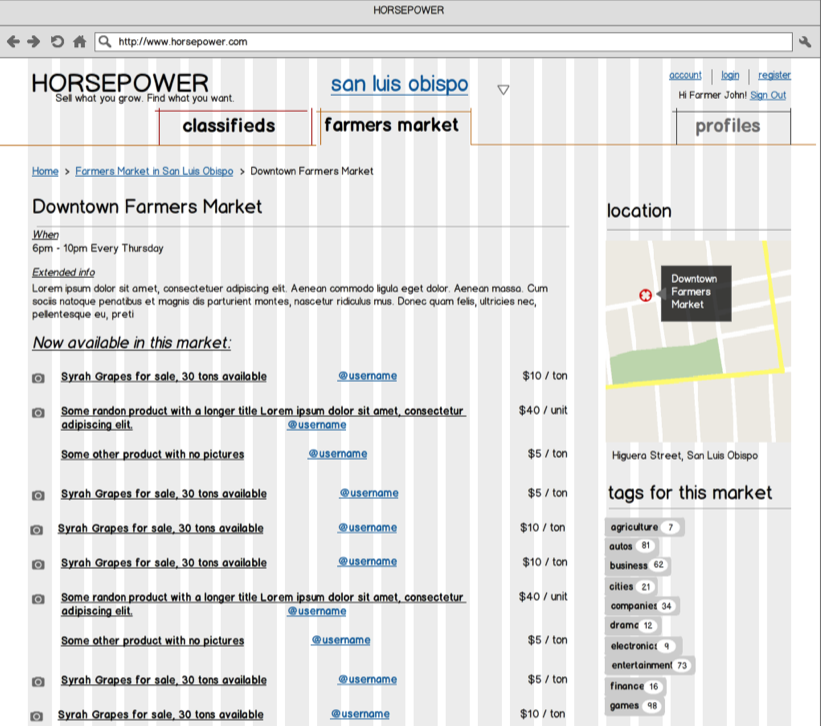 HORSEPOWER
http://www.horsepower.com
HORSEPOWER
Sell what you grow. Find what you want.
san luis obispo
account login register
Hi Farmer John! Sign Out
classifieds
farmers market
profiles
Home > Farmers Market in San Luis Obispo > Downtown Farmers Market
Downtown Farmers Market
When
6pm - 10pm Every Thursday
Extended info
Lorem ipsum dolor sit amet, consectetuer adipiscing elit. Aenean commodo ligula eget dolor. Aenean massa. Cum
sociis natoque penatibus et magnis dis parturient montes, nascetur ridiculus mus. Donec quam felis, ultricies nec,
pellentesque eu, preti
Now available in this market:
Syrah Grapes for sale, 30 tons available @username $10 / ton
Some randon product with a longer title Lorem ipsum dolor sit amet, consectetur $40 / unit
adipiscing elit. @username
Some other product with no pictures @username $5 / ton
Syrah Grapes for sale, 30 tons available @username $5 / ton
Syrah Grapes for sale, 30 tons available @username $10 / ton
Syrah Grapes for sale, 30 tons available @username $10 / ton
Some randon product with a longer title Lorem ipsum dolor sit amet, consectetur $40 / unit
adipiscing elit. @username
Some other product with no pictures @username $5 / ton
Syrah Grapes for sale, 30 tons available @username $5 / ton
Syrah Grapes for sale, 30 tons available @username $10 / ton
location
Downtown
Farmers
Market
Higuera Street, San Luis Obispo
tags for this market
agriculture 7
autos 81
business 62
cities 21
companies 34
drama 12
electronics 9
entertainment 73
finance 16
games 98